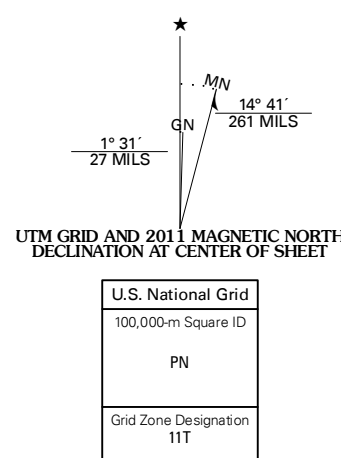 ★
MN
GN
1° 31´
27 MILS
14° 41´
261 MILS
UTM GRID AND 2011 MAGNETIC NORTH
DECLINATION AT CENTER OF SHEET
U.S. National Grid
100,000-m Square ID
PN
Grid Zone Designation
11T